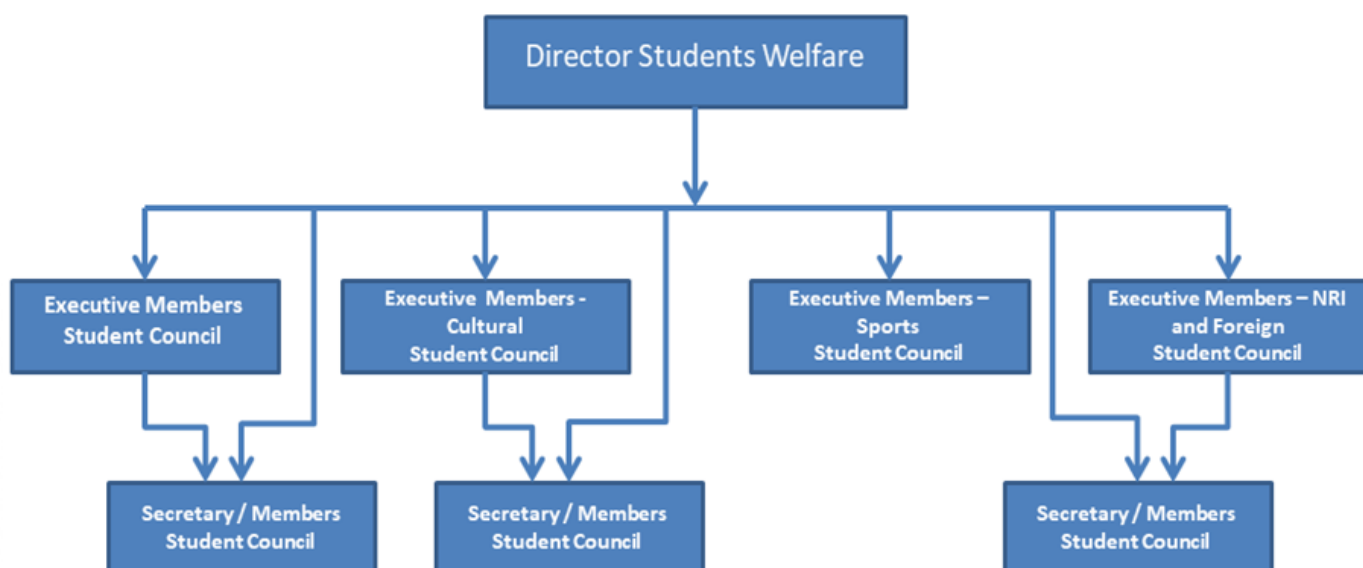 Director Students Welfare
Executive Members
Student Council
Executive Members -
Cultural
Student Council
Executive Members –
Sports
Student Council
Executive Members – NRI
and Foreign
Student Council
Secretary / Members
Student Council
Secretary / Members
Student Council
Secretary / Members
Student Council